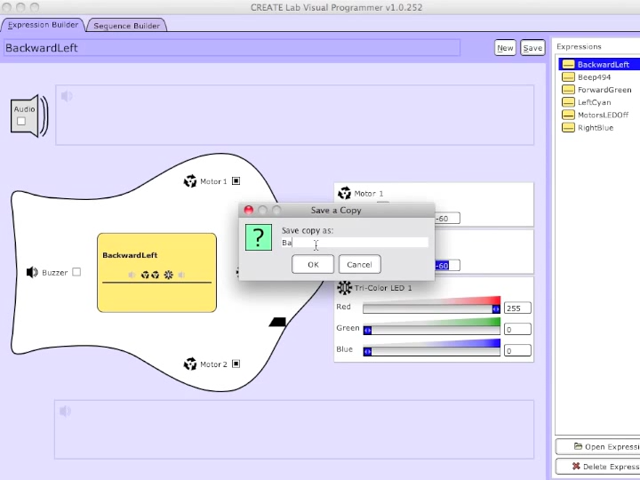 CREATE Lab Visual Programmer v1.0.252
Expression Builder
Sequence Builder
BackwardLeft
New
Save
Expressions
BackwardLeft
Beep494
ForwardGreen
LeftCyan
MotorsLEDOff
RightBlue
Audio
Motor 1
Motor 1
-60
Save a Copy
Save copy as:
Ba
OK
Cancel
-60
BackwardLeft
Buzzer
Tri-Color LED 1
Red
255
Green
0
Blue
0
Motor 2
Open Expressi
Delete Express